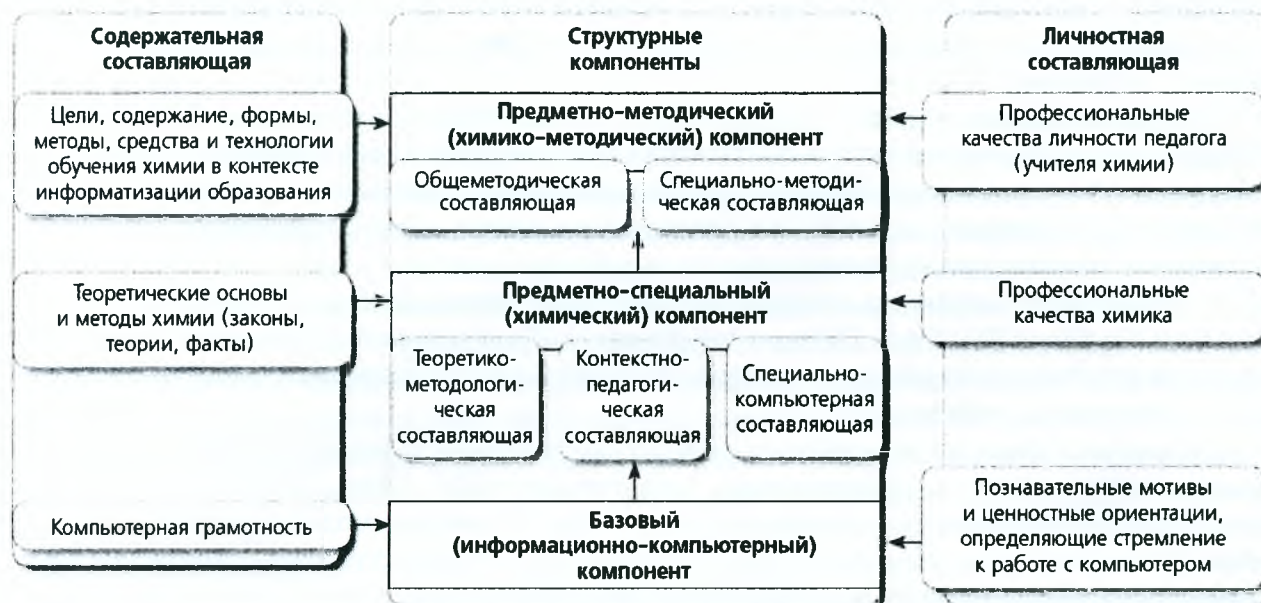 Содержательная
составляющая
Цели, содержание, формы,
методы, средства и технологии
обучения химии в контексте
информатизации образования
Теоретические основы
и методы химии (законы,
теории, факты)
Компьютерная грамотность
Структурные
компоненты
Предметно-методический
(химико-методический) компонент
Общеметодическая
составляющая
Специально-методи-
ческая составляющая
Предметно-специальный
(химический) компонент
Теоретико-
методологи-
ческая
составляющая
Контекстно-
педагоги-
ческая
составляющая
Специально-
компьютерная
составляющая
Базовый
(информационно-компьютерный)
компонент
Личностная
составляющая
Профессиональные
качества личности педагога
(учителя химии)
Профессиональные
качества химика
Познавательные мотивы
и ценностные ориентации,
определяющие стремление
к работе с компьютером